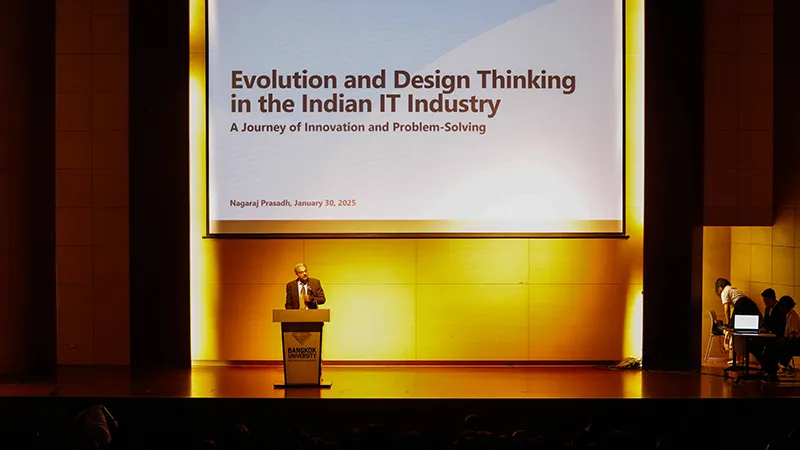 Evolution and Design Thinking
in the Indian IT Industry
A Journey of Innovation and Problem-Solving
Nagaraj Prasadh, January 30, 2025
BANGKOK
UNIVERSITY